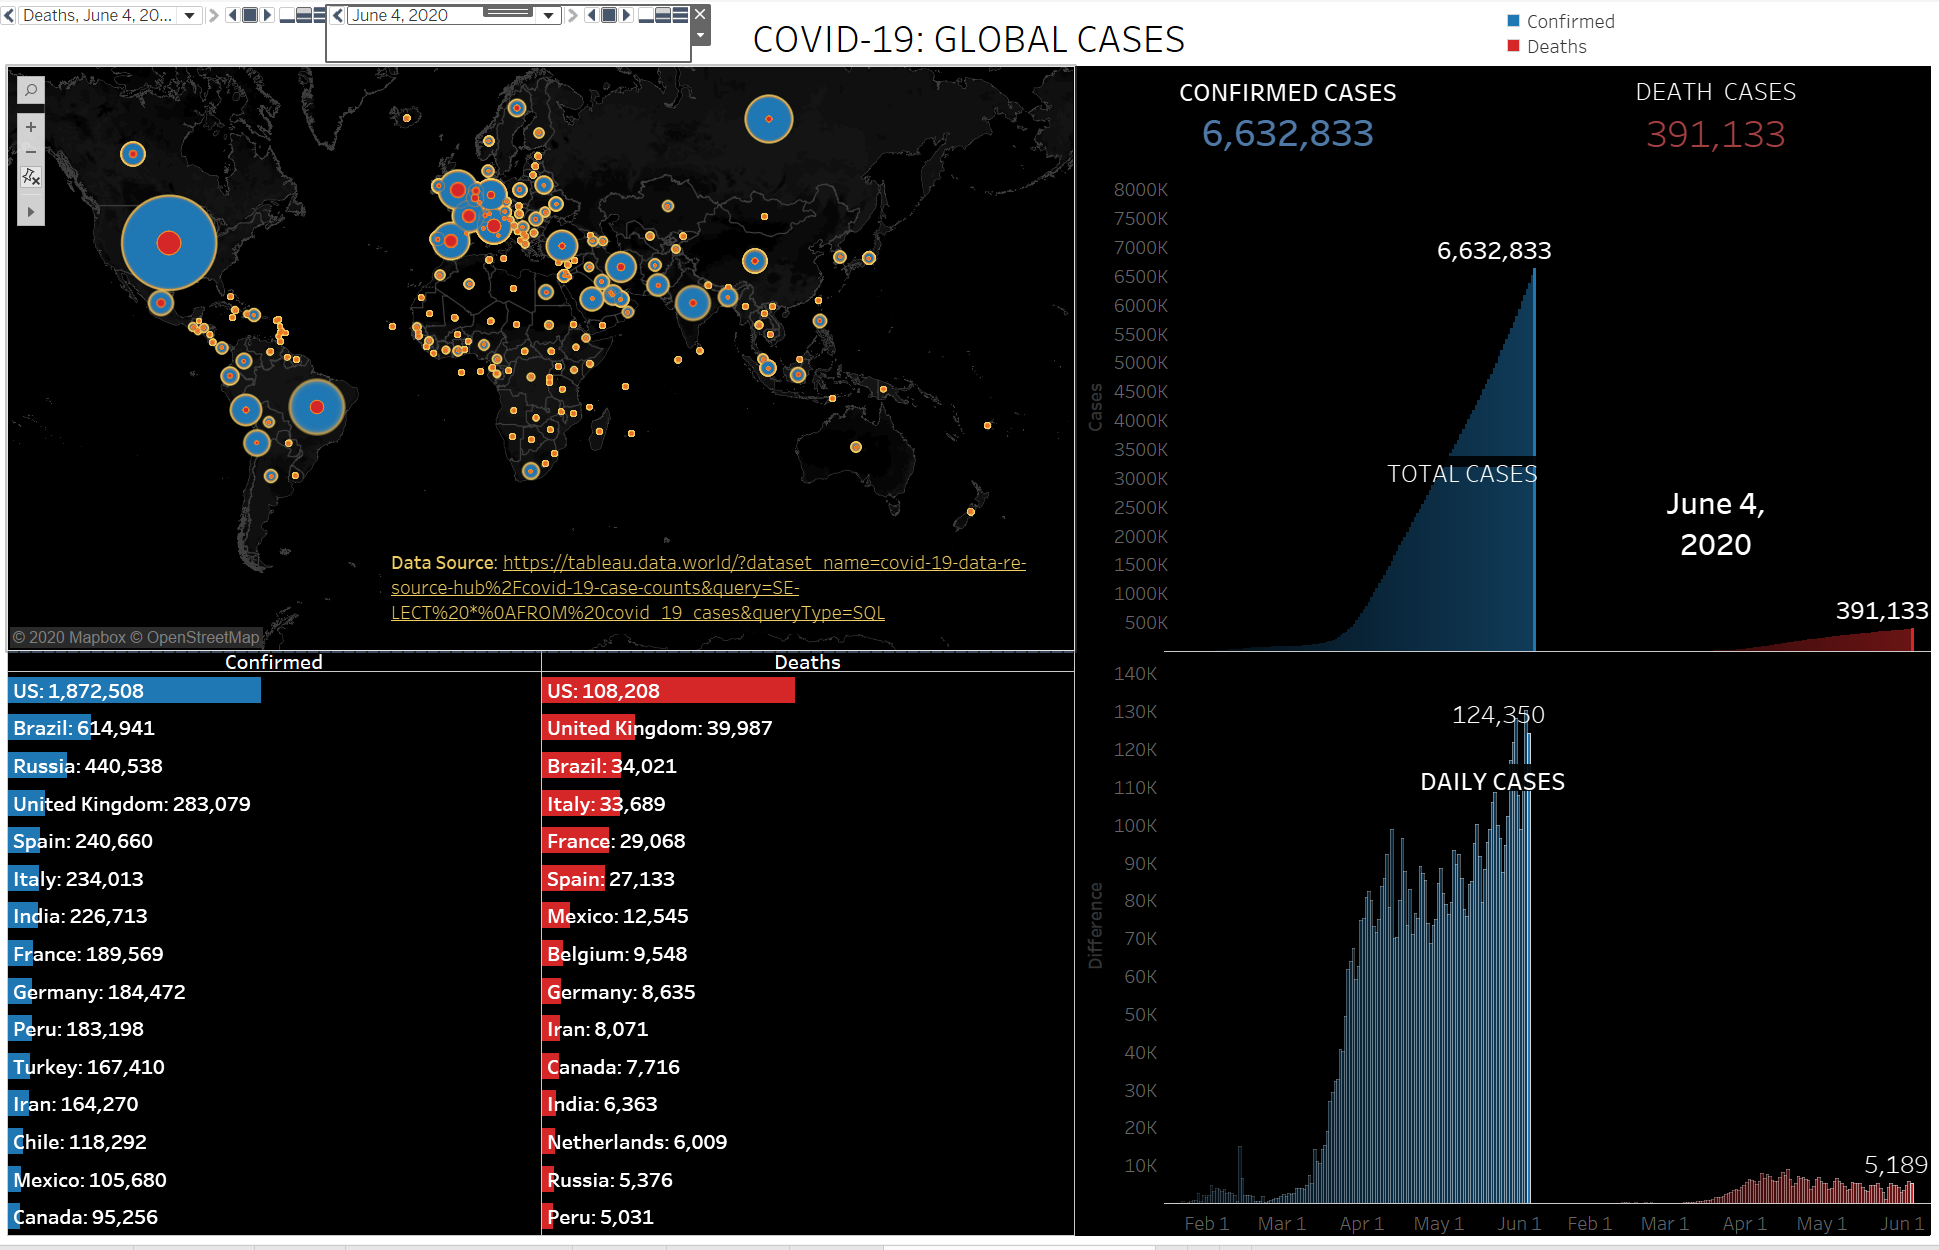 Deaths, June 4, 20...
June 4, 2020
COVID-19: GLOBAL CASES
Confirmed
Deaths
Data Source: https://tableau.data.world/?dataset_name=covid-19-data-re-
source-hub%2Fcovid-19-case-counts&query=SE-
LECT%20*%0AFROM%20covid_19_cases&queryType=SQL
© 2020 Mapbox © OpenStreetMap
CONFIRMED CASES
6,632,833
DEATH CASES
391,133
8000K
7500K
7000K
6500K
6000K
5500K
5000K
4500K
4000K
3500K
3000K
2500K
2000K
1500K
1000K
500K
Cases
6,632,833
TOTAL CASES
June 4,
2020
391,133
Confirmed
US: 1,872,508
Brazil: 614,941
Russia: 440,538
United Kingdom: 283,079
Spain: 240,660
Italy: 234,013
India: 226,713
France: 189,569
Germany: 184,472
Peru: 183,198
Turkey: 167,410
Iran: 164,270
Chile: 118,292
Mexico: 105,680
Canada: 95,256
Deaths
US: 108,208
United Kingdom: 39,987
Brazil: 34,021
Italy: 33,689
France: 29,068
Spain: 27,133
Mexico: 12,545
Belgium: 9,548
Germany: 8,635
Iran: 8,071
Canada: 7,716
India: 6,363
Netherlands: 6,009
Russia: 5,376
Peru: 5,031
140K
130K
120K
110K
100K
90K
80K
70K
60K
50K
40K
30K
20K
10K
Difference
124,350
DAILY CASES
5,189
Feb 1 Mar 1 Apr 1 May 1 Jun 1 Feb 1 Mar 1 Apr 1 May 1 Jun 1